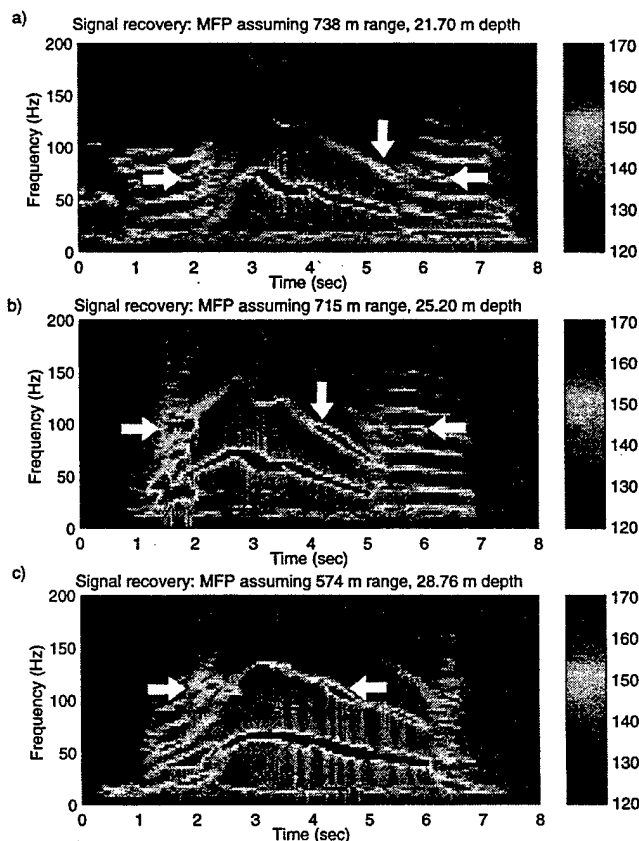 a)
Signal recovery: MFP assuming 738 m range, 21.70 m depth
Frequency (Hz)
200
150
100
50
0
0 1 2 3 4 5 6 7 8
Time (sec)
170
160
150
140
130
120
b)
Signal recovery: MFP assuming 715 m range, 25.20 m depth
Frequency (Hz)
200
150
100
50
0
0 1 2 3 4 5 6 7 8
Time (sec)
170
160
150
140
130
120
c)
Signal recovery: MFP assuming 574 m range, 28.76 m depth
Frequency (Hz)
200
150
100
50
0
0 1 2 3 4 5 6 7 8
Time (sec)
170
160
150
140
130
120